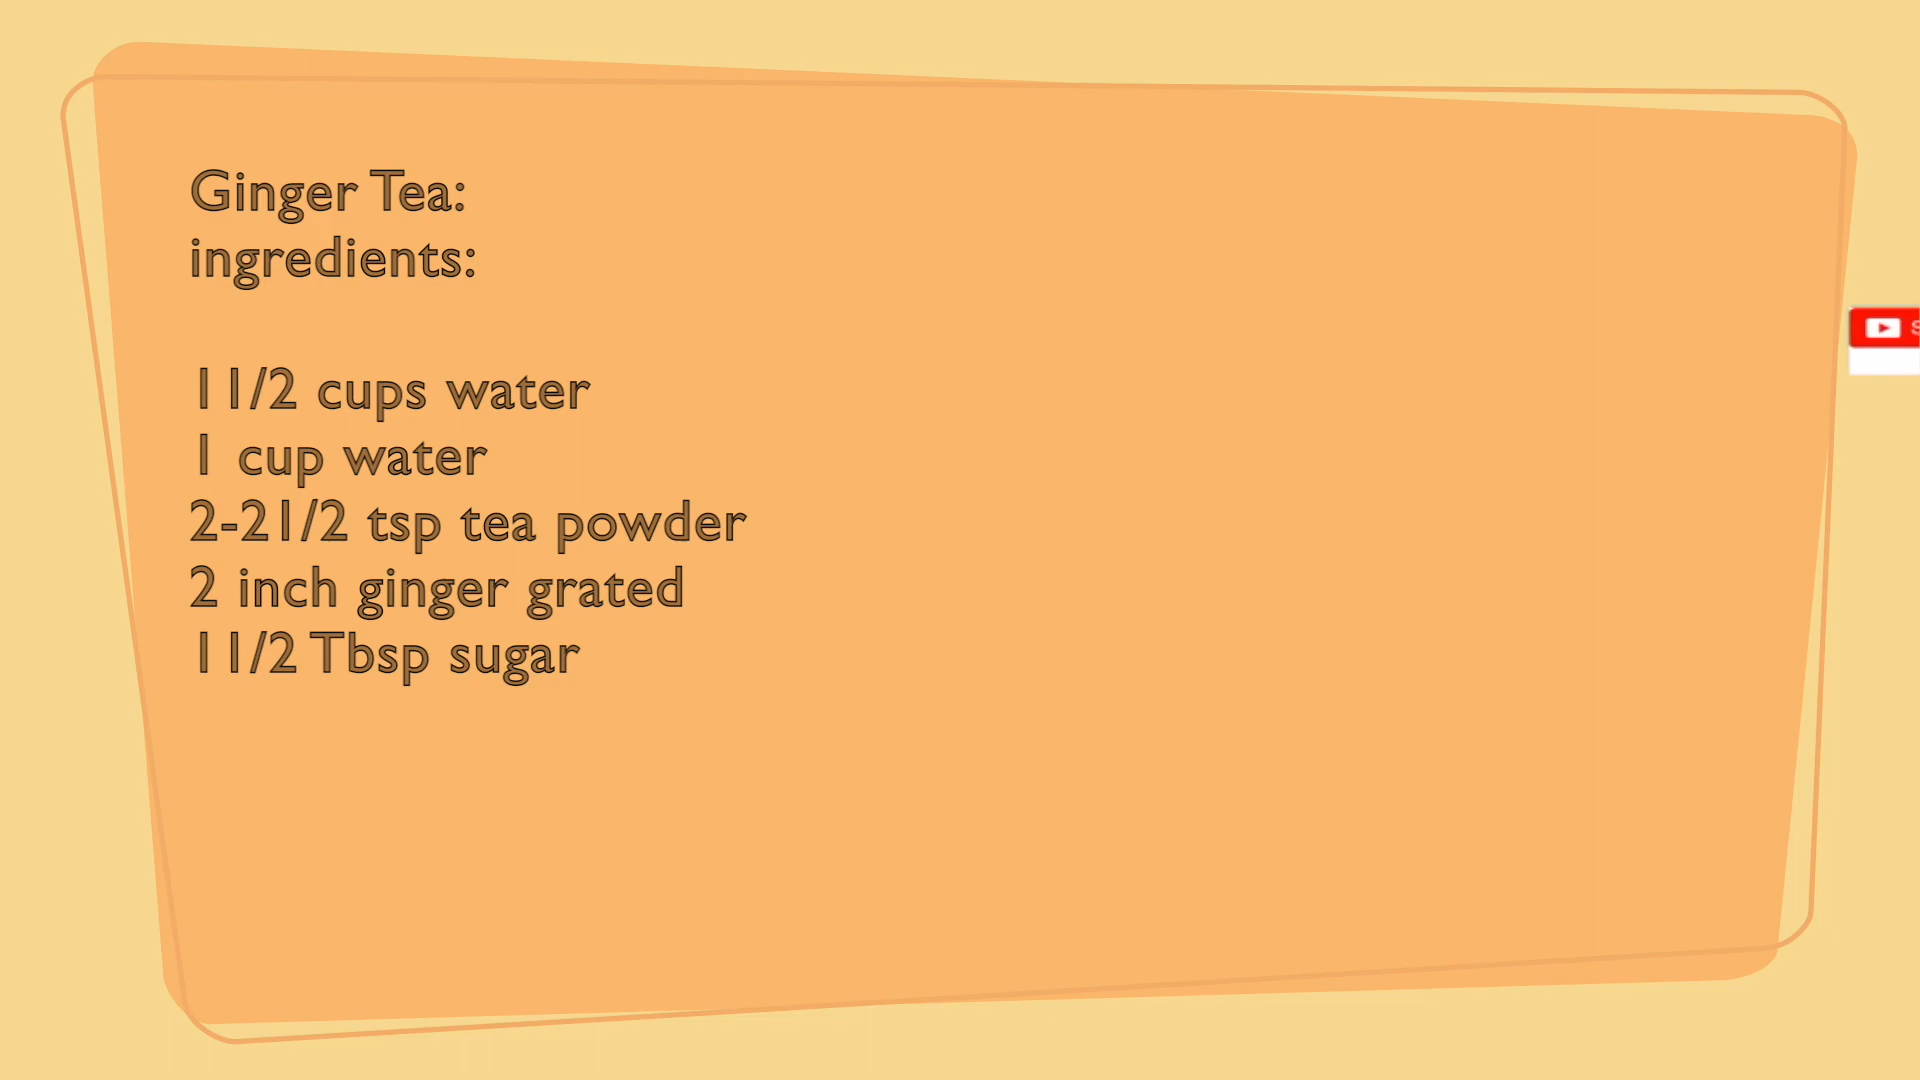 Ginger Tea:
ingredients:
11/2 cups water
1 cup water
2-21/2 tsp tea powder
2 inch ginger grated
11/2 Tbsp sugar